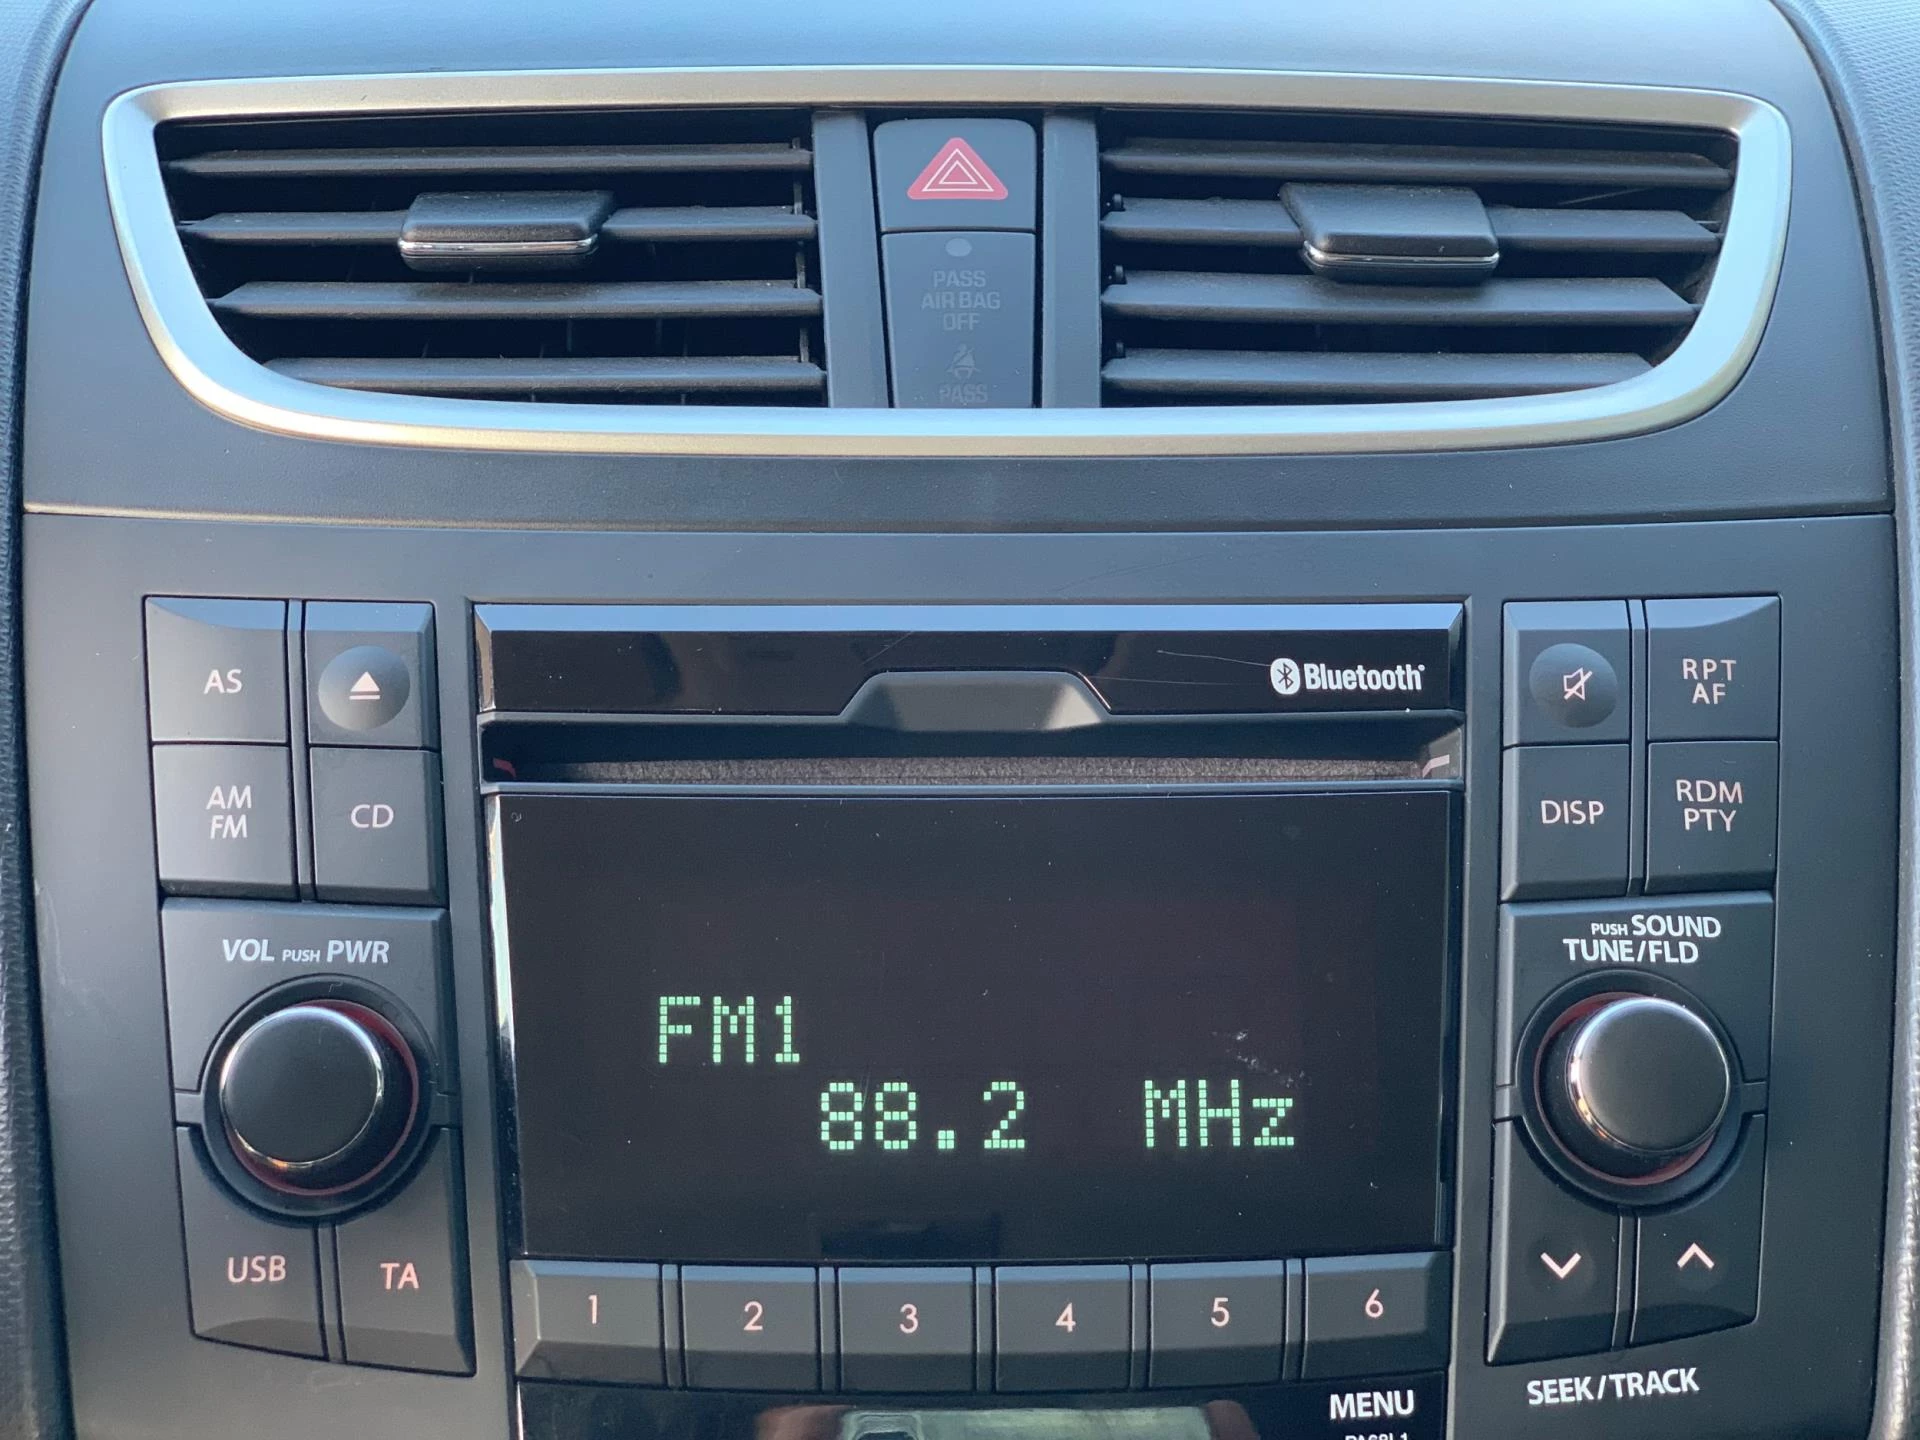 PASS
AIR BAG
OFF
PASS
Bluetooth
AS
RPT
AF
AM
FM
CD
DISP
RDM
PTY
VOL PUSH PWR
PUSH SOUND
TUNE/FLD
FM1
88.2 MHz
USB
TA
1
2
3
4
5
6
SEEK/TRACK
MENU